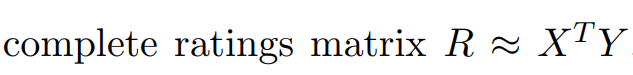 complete ratings matrix R ≈ X^T Y